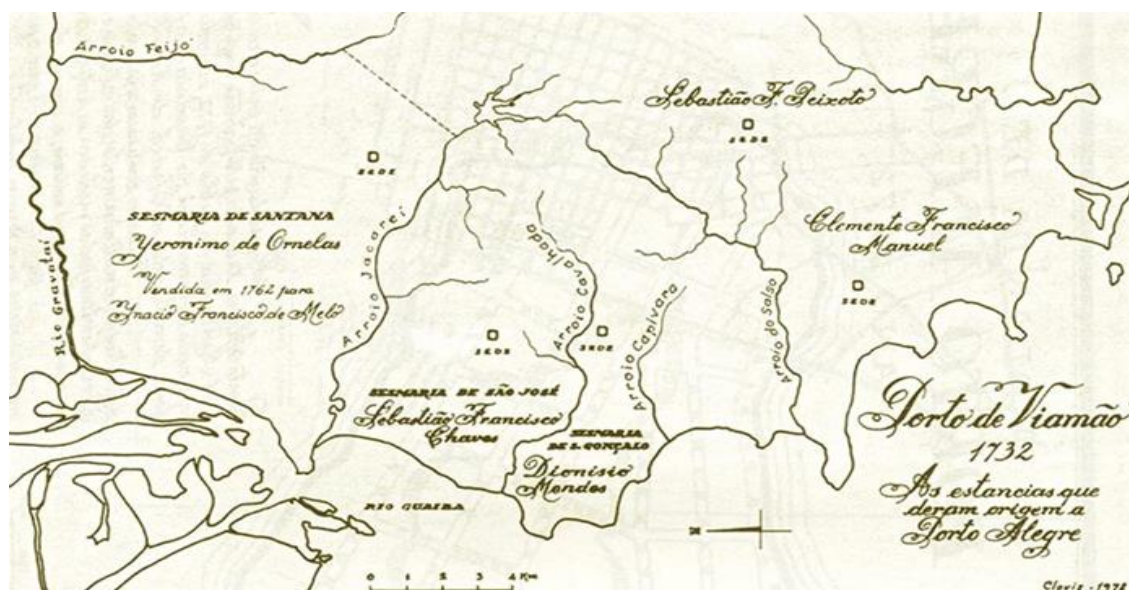 Arroio Feijó
Rio Gravataí
SEDE
SESMARIA DE SANTANA
Yeronimo de Ornelas
Vendida em 1762 para
Ynacio Francisco de Melo
Arroio Jacareí
Sebastião F. Peixoto
SEDE
Clemente Francisco
Manuel
SEDE
Arroio Cavalhada
Arroio Capivara
Arroio do Salso
SEDE
SEDE
SESMARIA DE SÃO JOSÉ
Sebastião Francisco
Chaves
SESMARIA
DE S. GONÇALO
Dionisio
Mendes
RIO GUAIBA
N
0 1 2 3 4 Km
Porto de Viamão
1732
As estancias que
deram origem a
Porto Alegre
Clovis - 1978